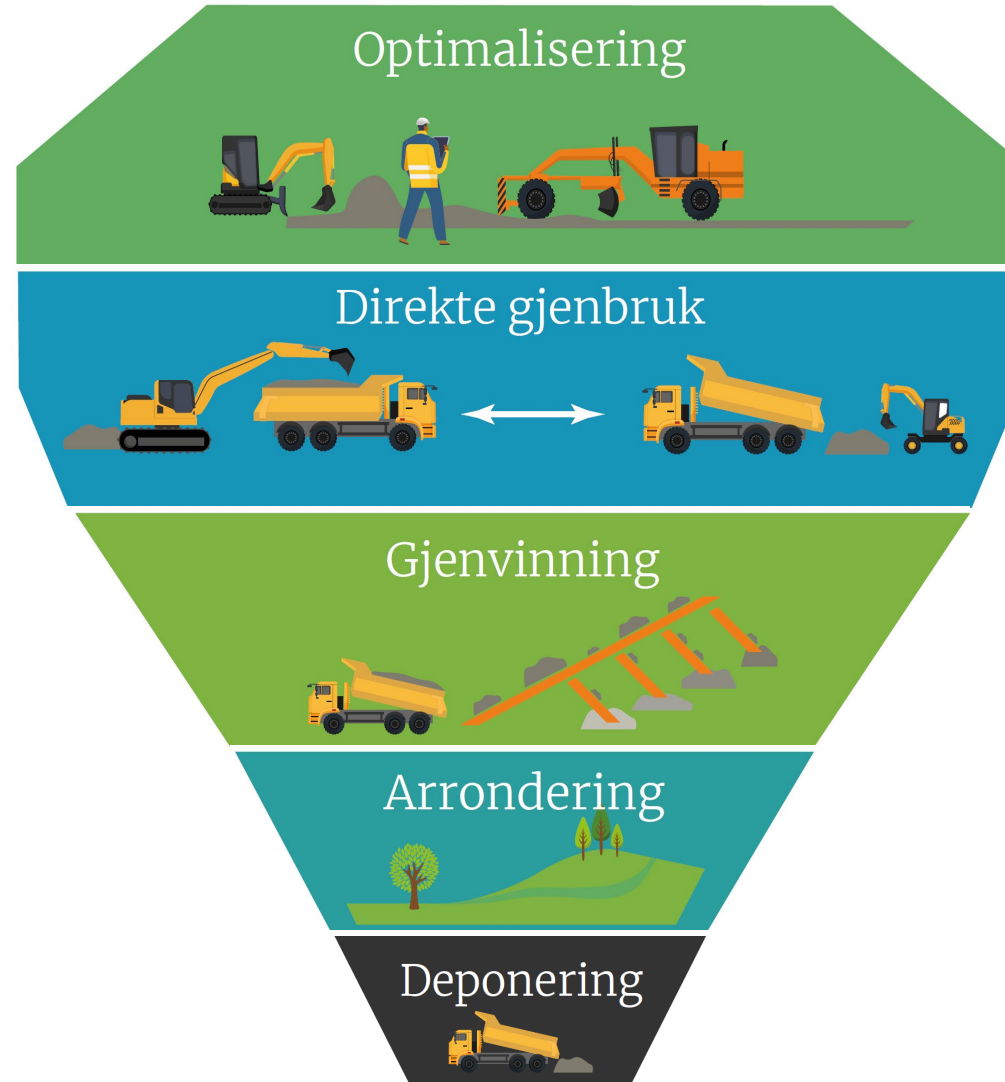 Optimalisering
Direkte gjenbruk
Gjenvinning
Arrondering
Deponering